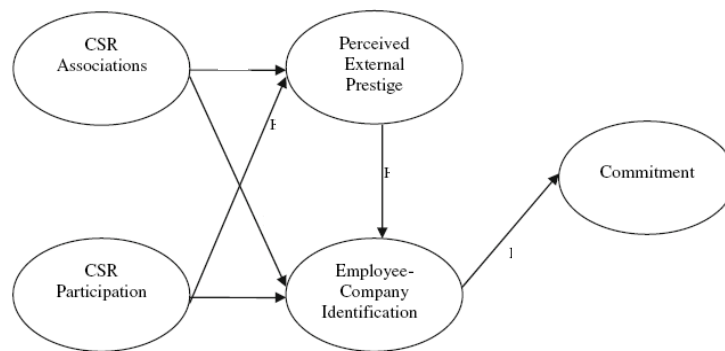 CSR
Associations
Perceived
External
Prestige
Commitment
CSR
Participation
Employee-
Company
Identification